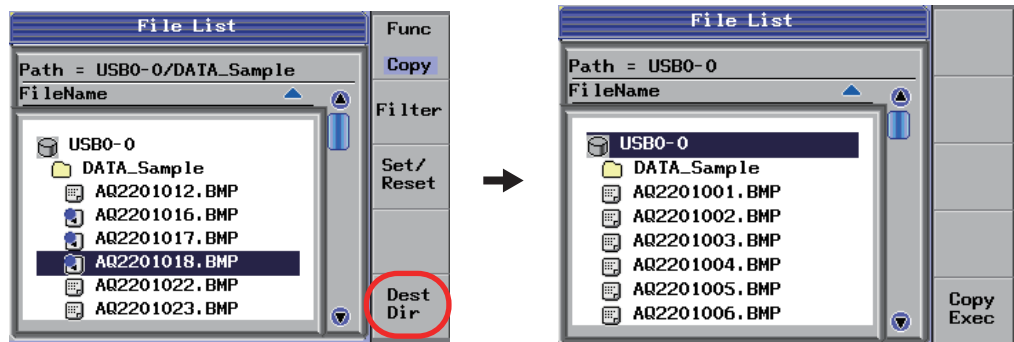 File List
Path = USB0-0/DATA_Sample
FileName
USB0-0
DATA_Sample
AQ2201012.BMP
AQ2201016.BMP
AQ2201017.BMP
AQ2201018.BMP
AQ2201022.BMP
AQ2201023.BMP
Func
Copy
Filter
Set/
Reset
Dest
Dir
File List
Path = USB0-0
FileName
USB0-0
DATA_Sample
AQ2201001.BMP
AQ2201002.BMP
AQ2201003.BMP
AQ2201004.BMP
AQ2201005.BMP
AQ2201006.BMP
Copy
Exec